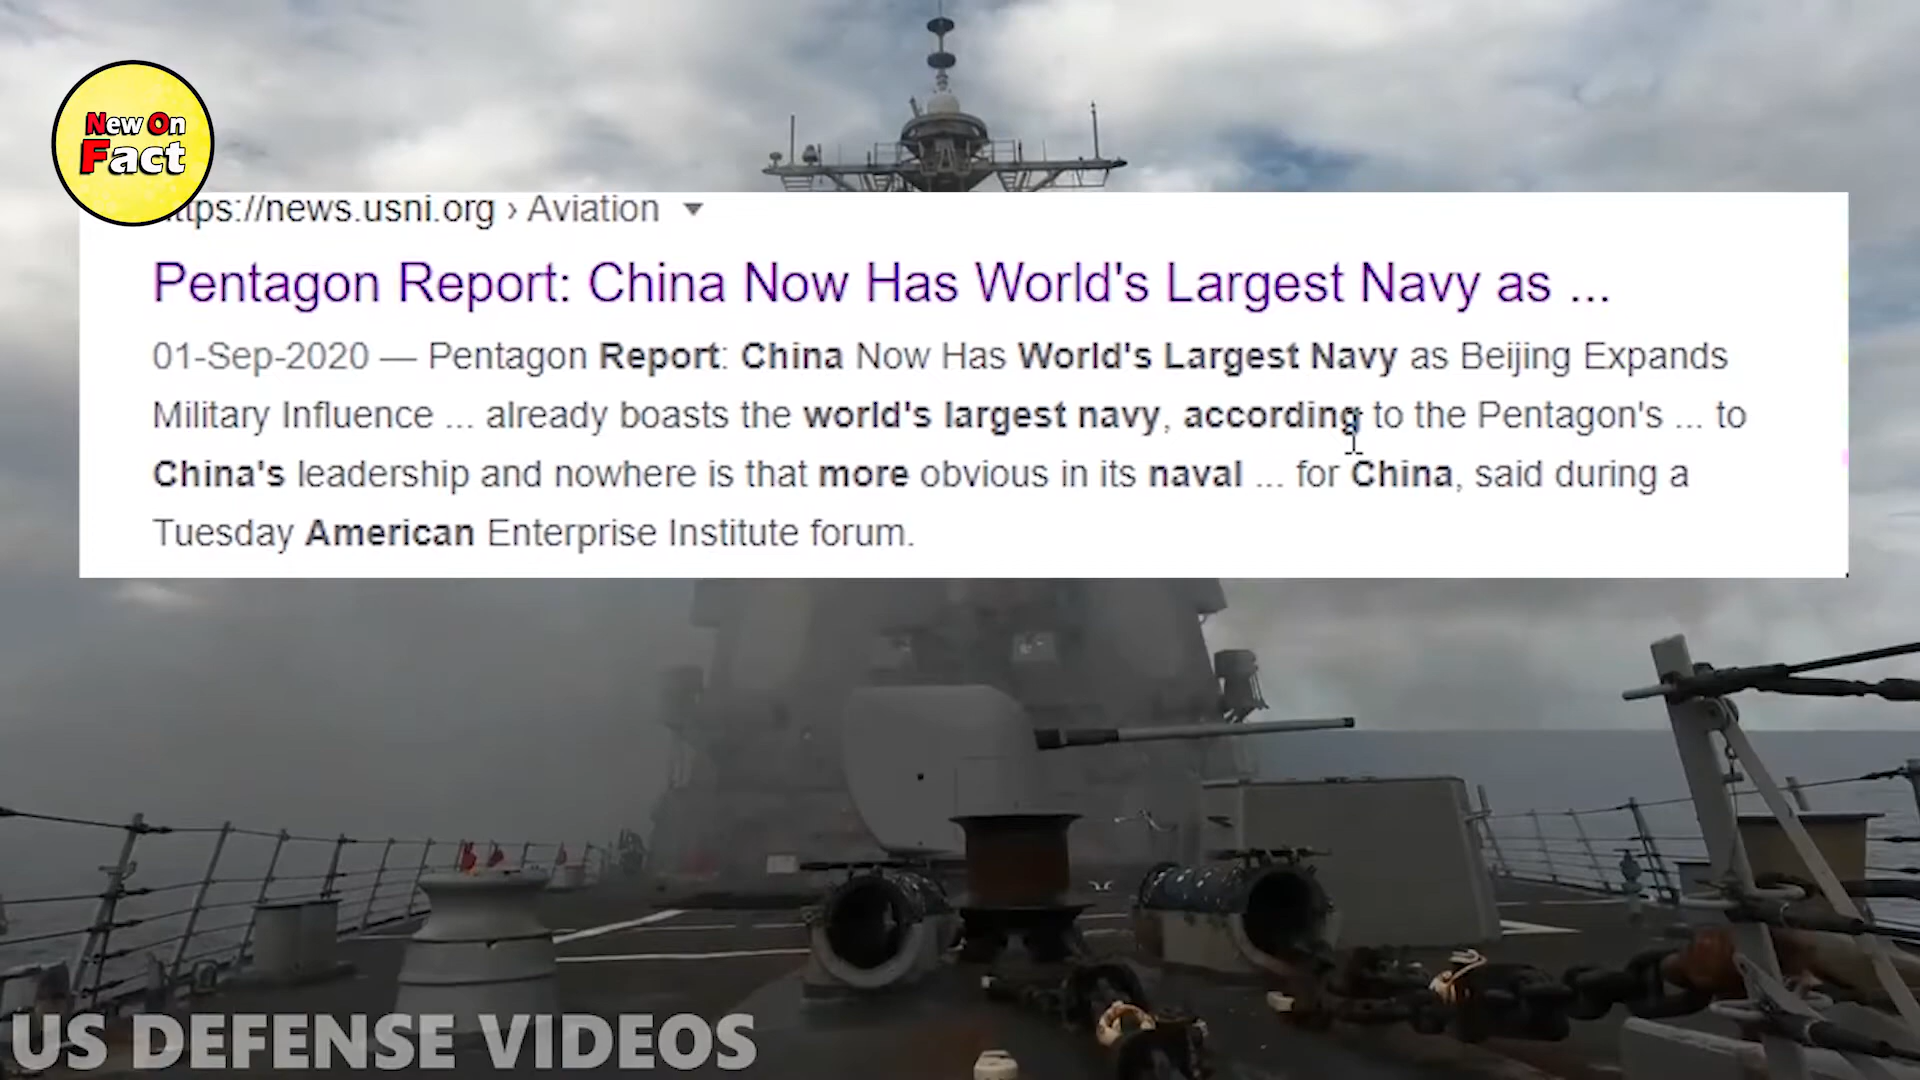 New On
Fact
ttps://news.usni.org › Aviation
Pentagon Report: China Now Has World's Largest Navy as ...
01-Sep-2020 — Pentagon Report: China Now Has World's Largest Navy as Beijing Expands
Military Influence ... already boasts the world's largest navy, according to the Pentagon's ... to
China's leadership and nowhere is that more obvious in its naval ... for China, said during a
Tuesday American Enterprise Institute forum.
US DEFENSE VIDEOS